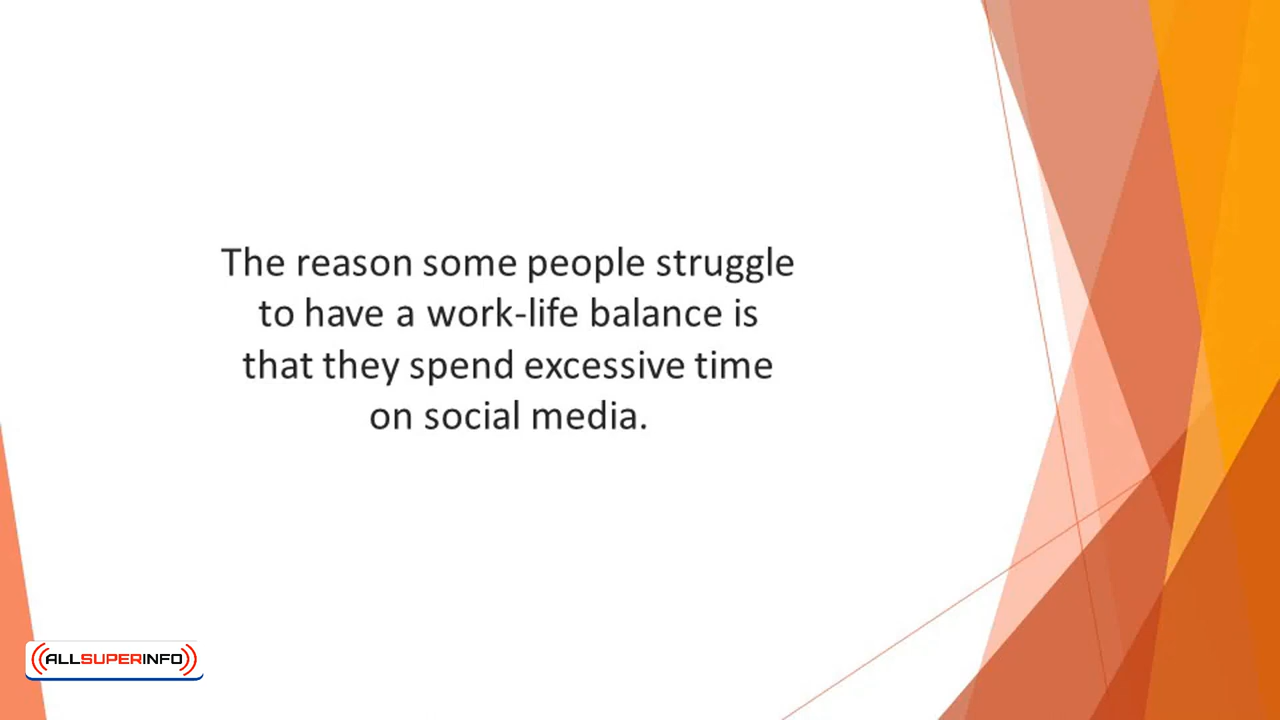 The reason some people struggle
to have a work-life balance is
that they spend excessive time
on social media.
ALLSUPERINFO